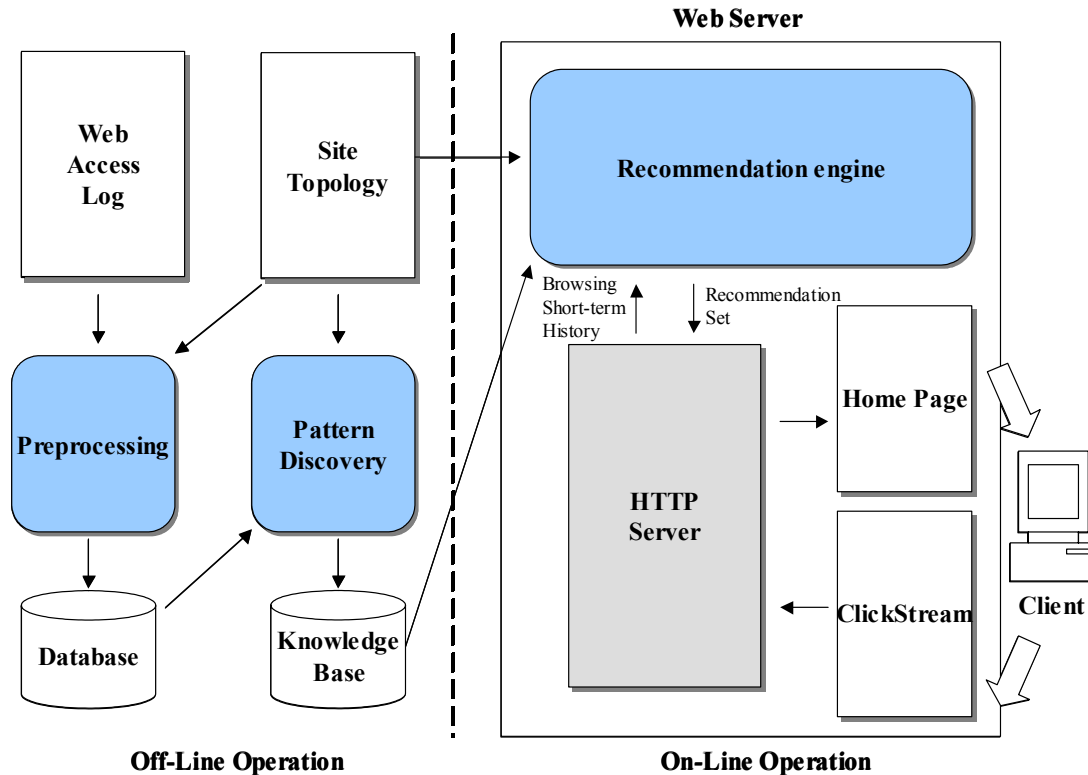 Web Server
Web
Access
Log
Site
Topology
Recommendation engine
Browsing
Short-term
History
Recommendation
Set
Preprocessing
Pattern
Discovery
HTTP
Server
Home Page
ClickStream
Client
Database
Knowledge
Base
Off-Line Operation
On-Line Operation